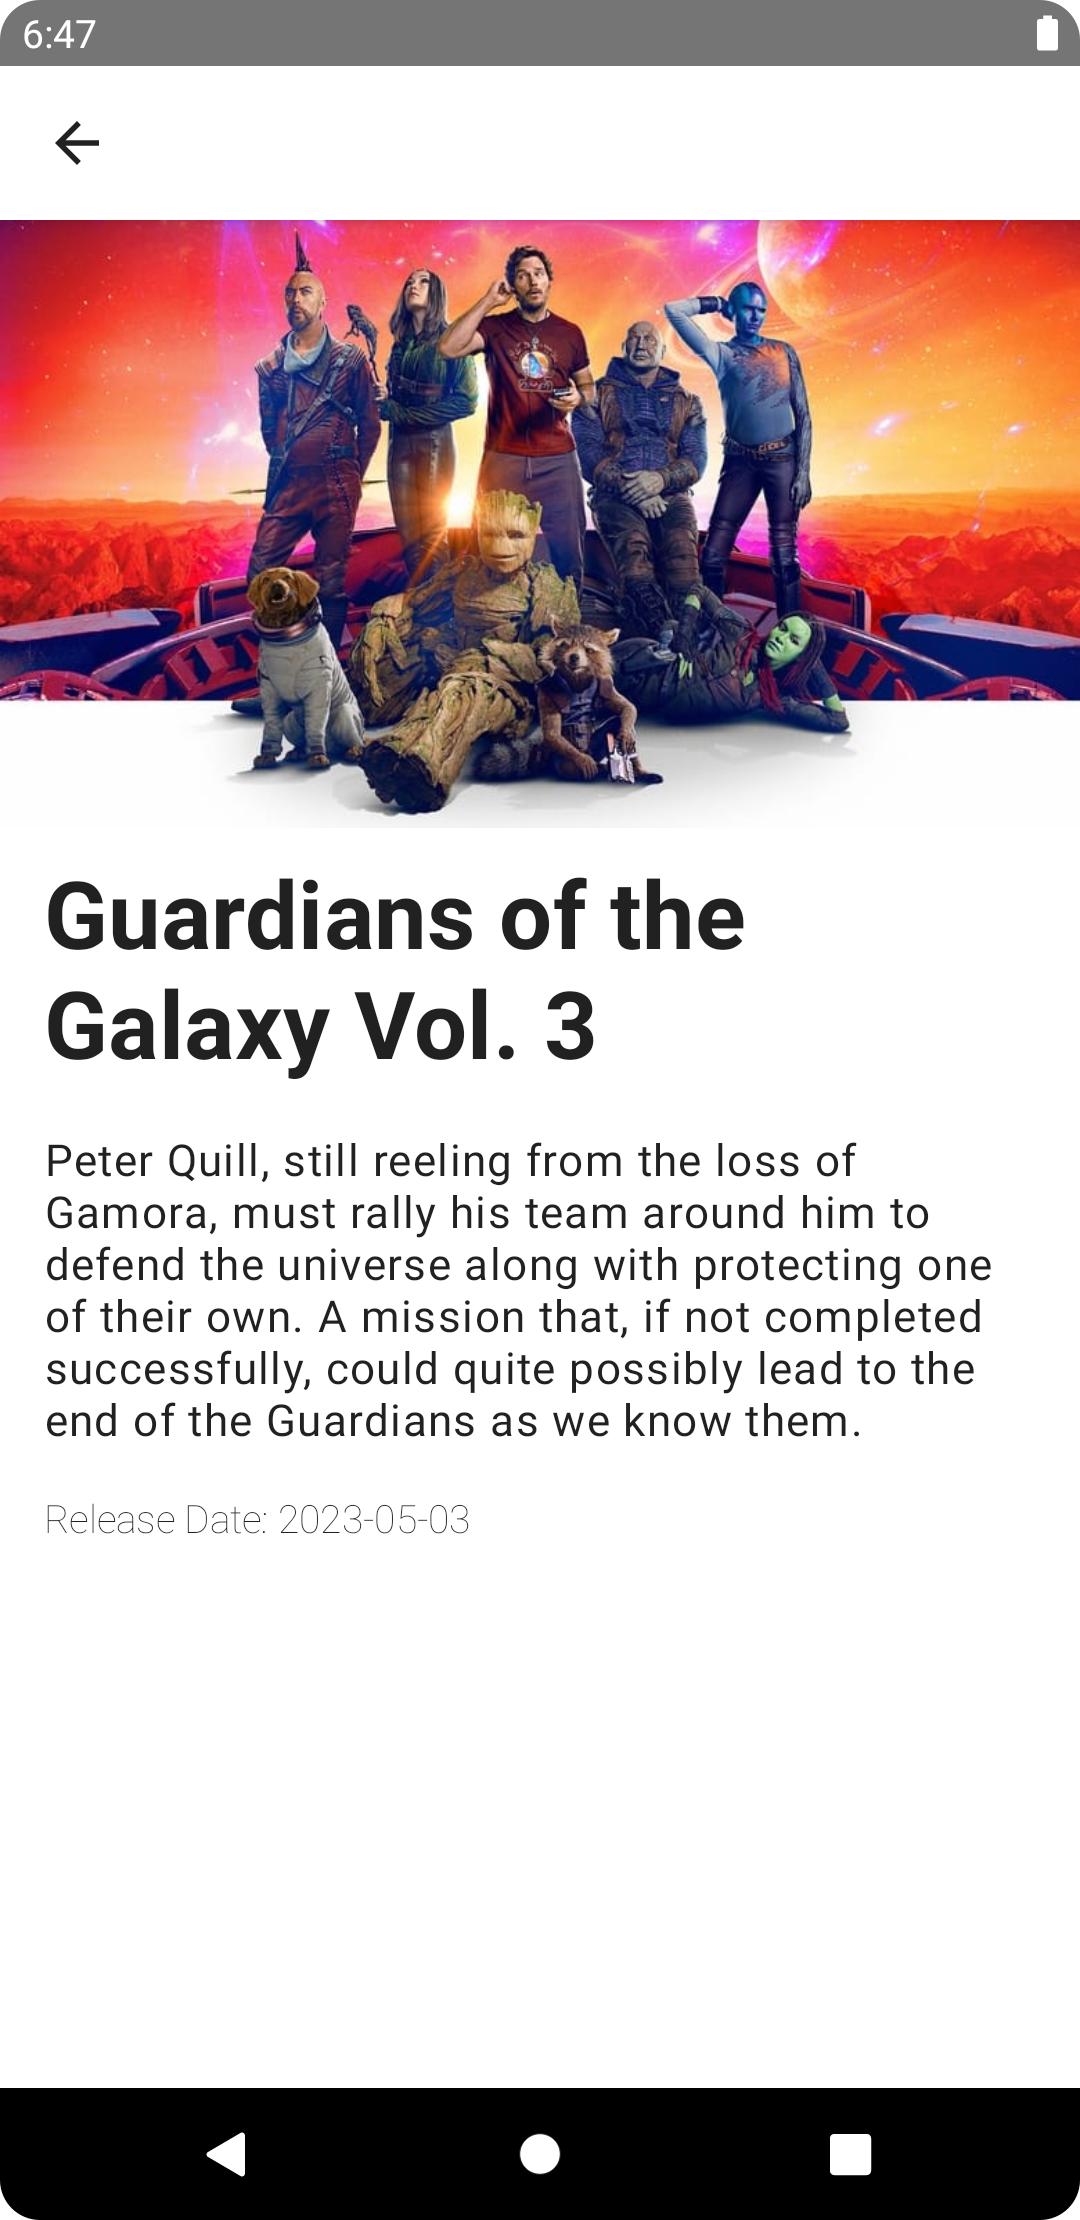 6:47
Guardians of the
Galaxy Vol. 3
Peter Quill, still reeling from the loss of
Gamora, must rally his team around him to
defend the universe along with protecting one
of their own. A mission that, if not completed
successfully, could quite possibly lead to the
end of the Guardians as we know them.
Release Date: 2023-05-03